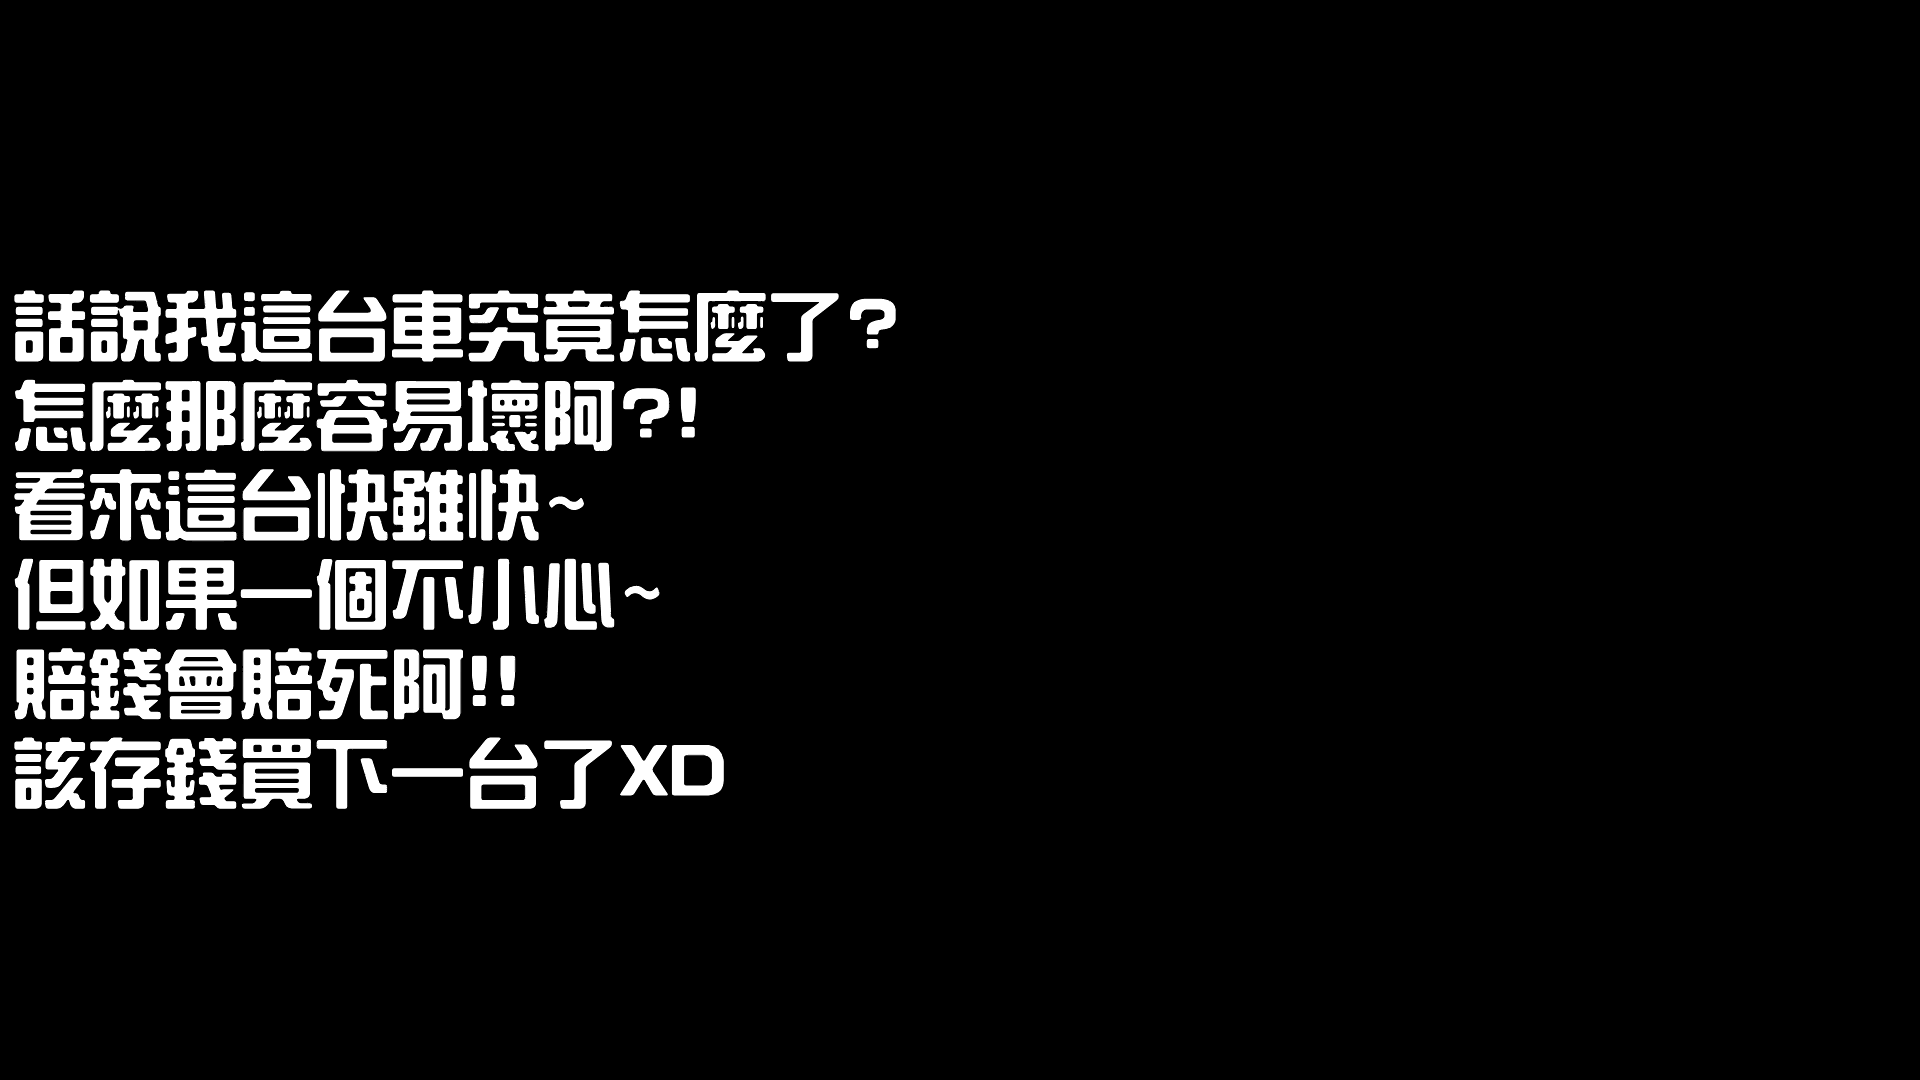 話說我這台車究竟怎麼了?
怎麼那麼容易壞阿?!
看來這台快雖快~
但如果一個不小心~
賠錢會賠死阿!!
該存錢買下一台了XD